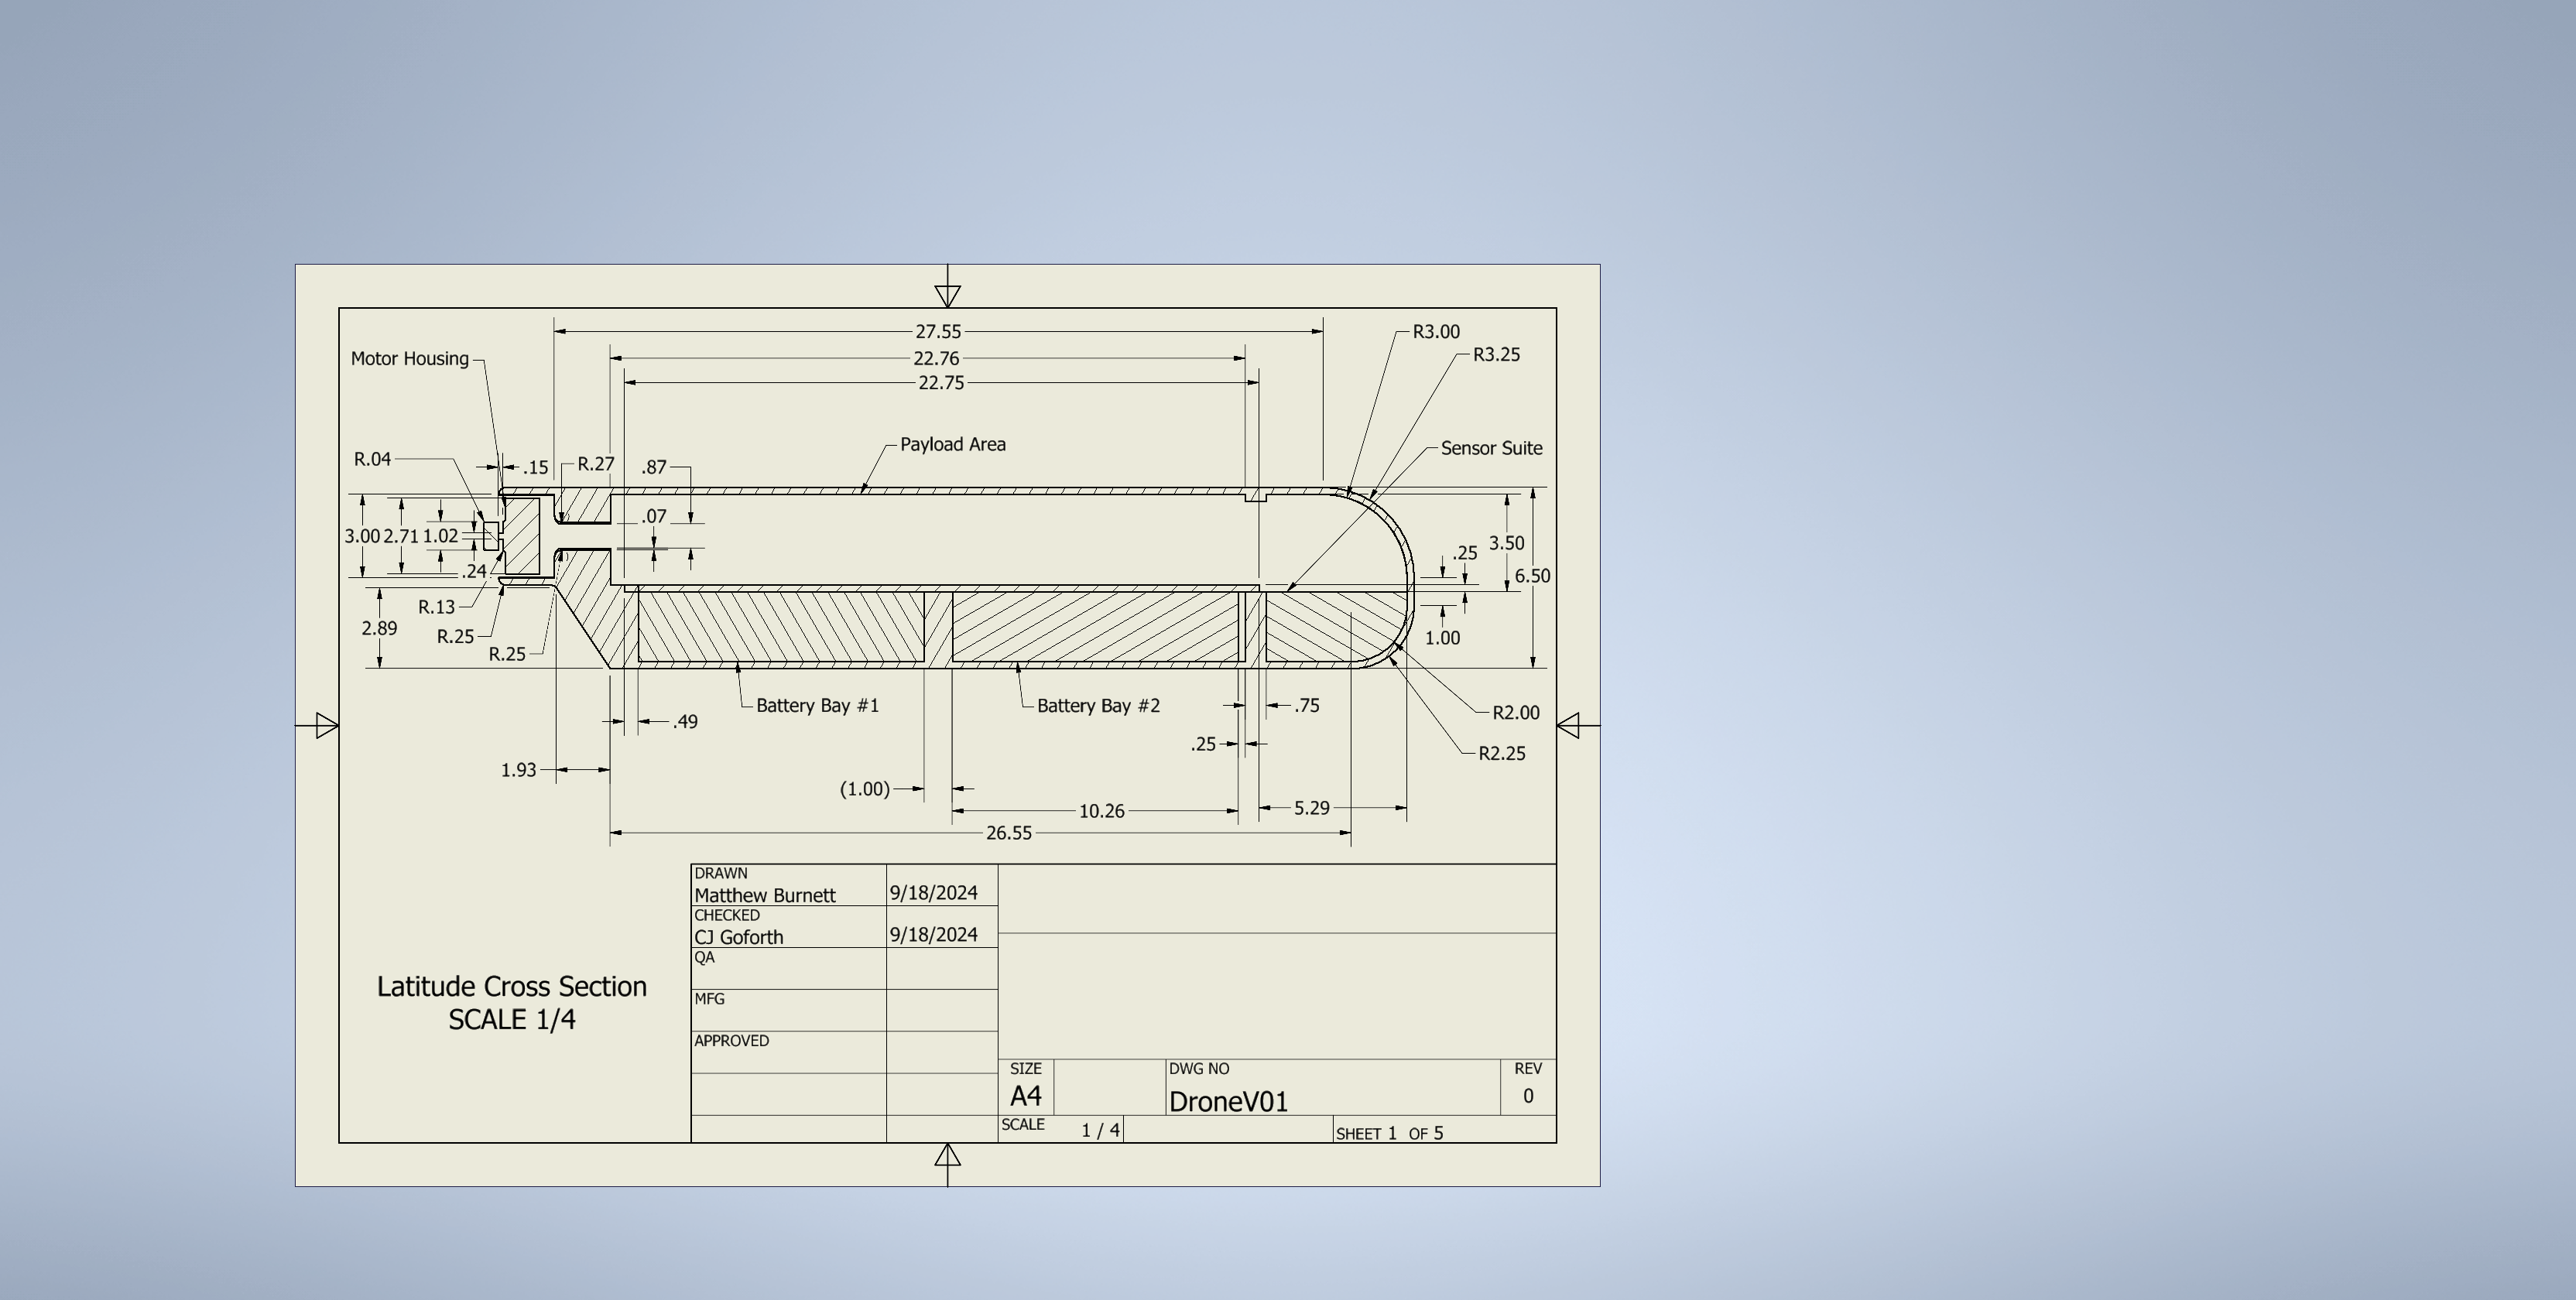 27.55
22.76
22.75
R3.00
R3.25
Motor Housing
Payload Area
Sensor Suite
R.04
.15
R.27
.87
.07
3.00
2.71
1.02
.24
.25
3.50
6.50
R.13
2.89
R.25
R.25
1.00
Battery Bay #1
Battery Bay #2
.75
R2.00
.49
.25
R2.25
1.93
(1.00)
10.26
5.29
26.55
DRAWN
Matthew Burnett
9/18/2024
CHECKED
CJ Goforth
9/18/2024
QA
MFG
APPROVED
Latitude Cross Section
SCALE 1/4
SIZE
A4
DWG NO
DroneV01
REV
0
SCALE
1 / 4
SHEET 1 OF 5